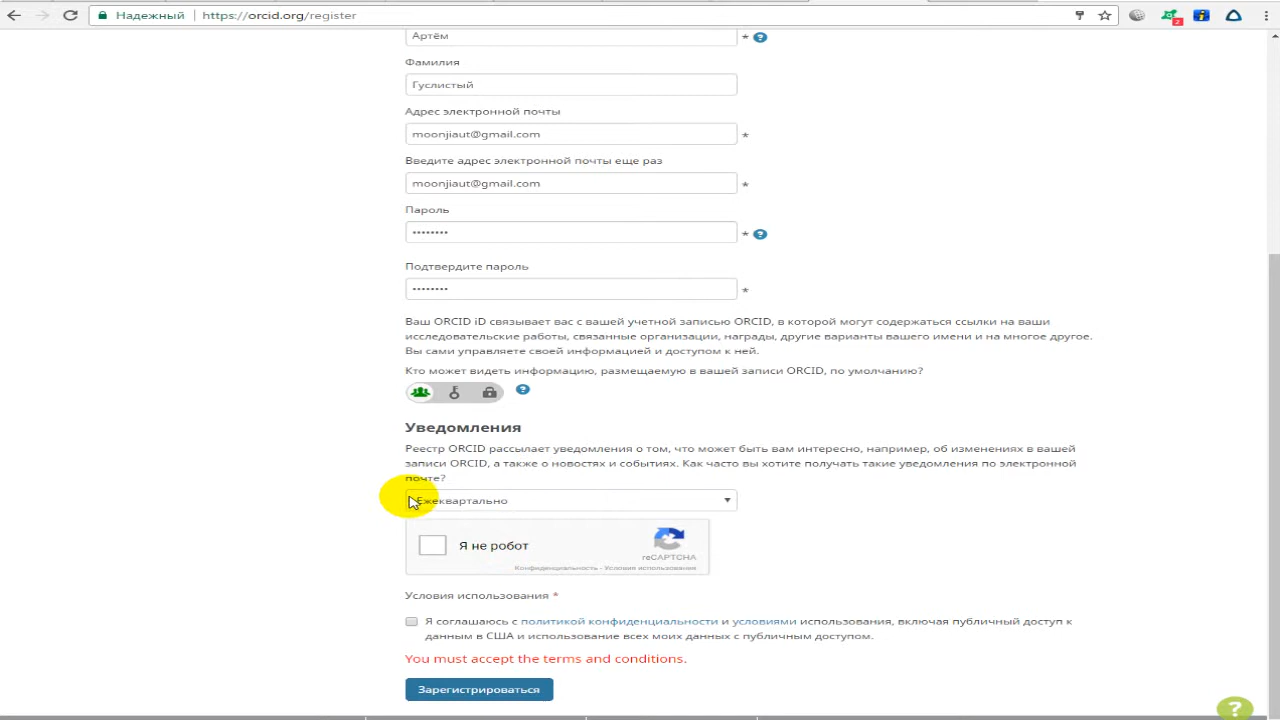 Надежный
https://orcid.org/register
2
Артём
* ?
Фамилия
Гуслистый
Адрес электронной почты
moonjiaut@gmail.com
*
Введите адрес электронной почты еще раз
moonjiaut@gmail.com
*
Пароль
••••••••
* ?
Подтвердите пароль
••••••••
*
Ваш ORCID iD связывает вас с вашей учетной записью ORCID, в которой могут содержаться ссылки на ваши
исследовательские работы, связанные организации, награды, другие варианты вашего имени и на многое другое.
Вы сами управляете своей информацией и доступом к ней.
Кто может видеть информацию, размещаемую в вашей записи ORCID, по умолчанию?
?
Уведомления
Реестр ORCID рассылает уведомления о том, что может быть вам интересно, например, об изменениях в вашей
записи ORCID, а также о новостях и событиях. Как часто вы хотите получать такие уведомления по электронной
почте?
Ежеквартально
Я не робот
reCAPTCHA
Конфиденциальность - Условия использования
Условия использования *
Я соглашаюсь с политикой конфиденциальности и условиями использования, включая публичный доступ к
данным в США и использование всех моих данных с публичным доступом.
You must accept the terms and conditions.
Зарегистрироваться
?